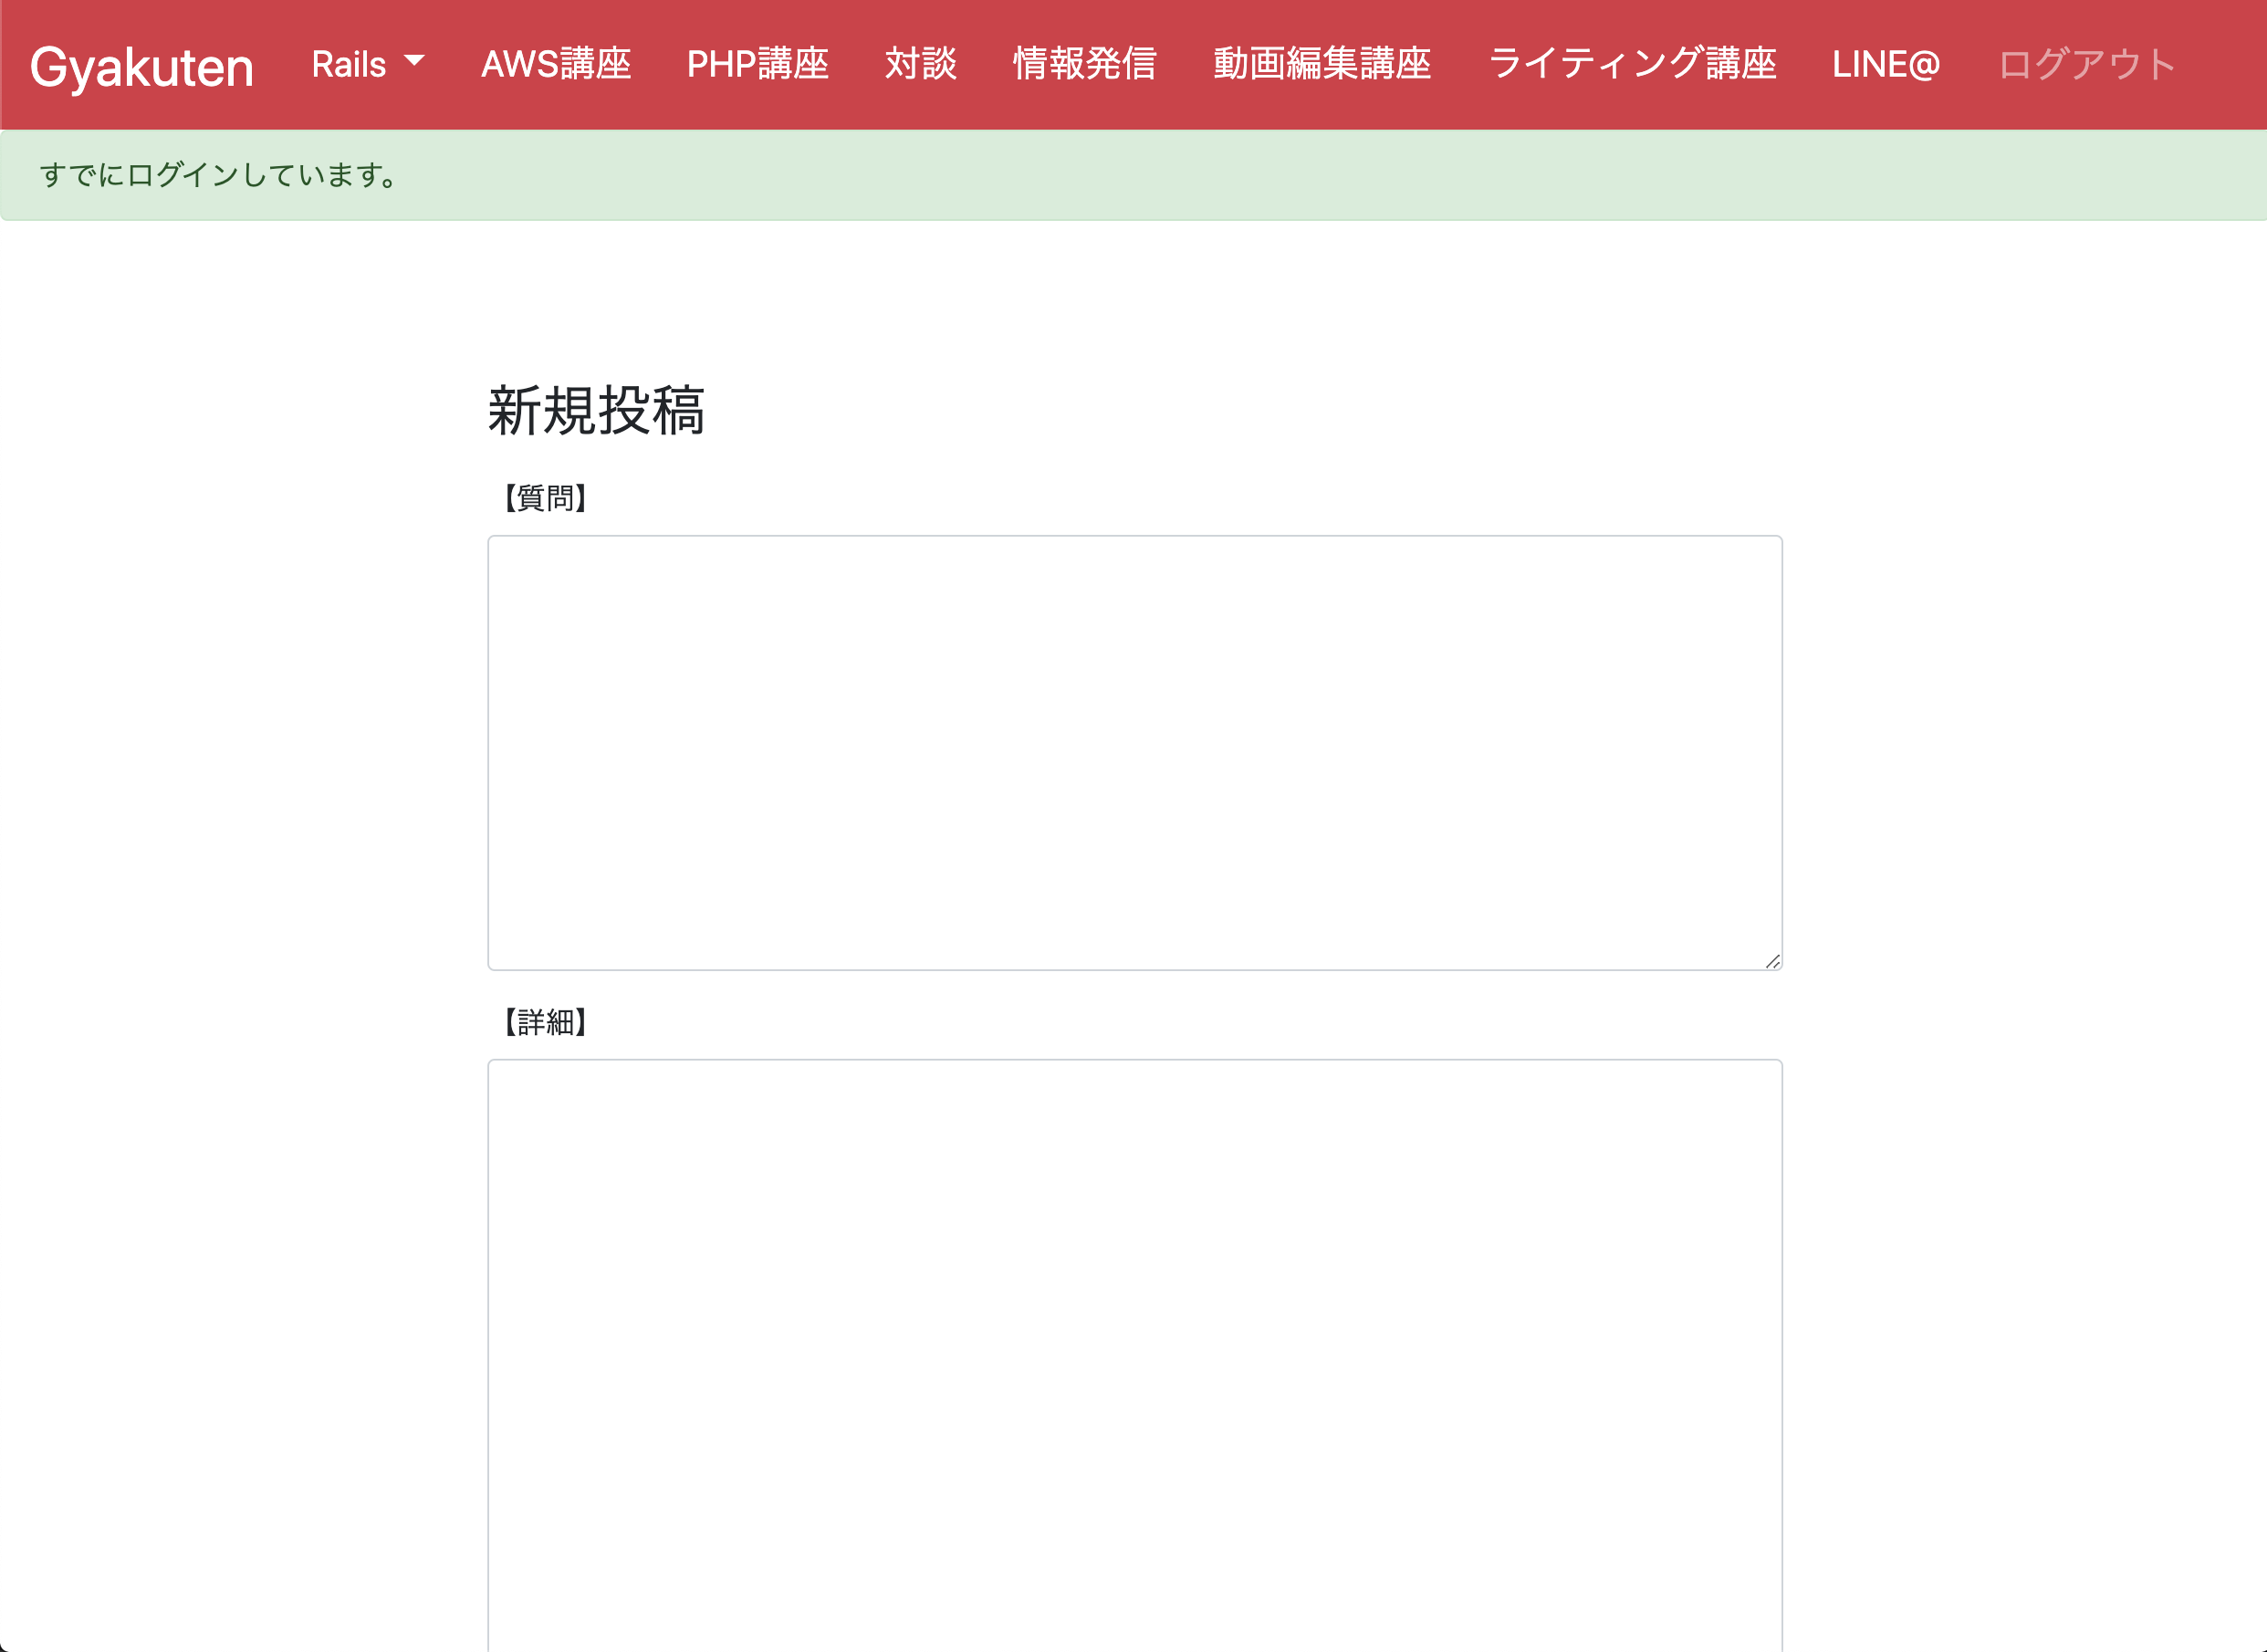 Gyakuten Rails AWS講座 PHP講座 対談 情報発信 動画編集講座 ライティング講座 LINE@ ログアウト
すでにログインしています。
新規投稿
【質問】
【詳細】